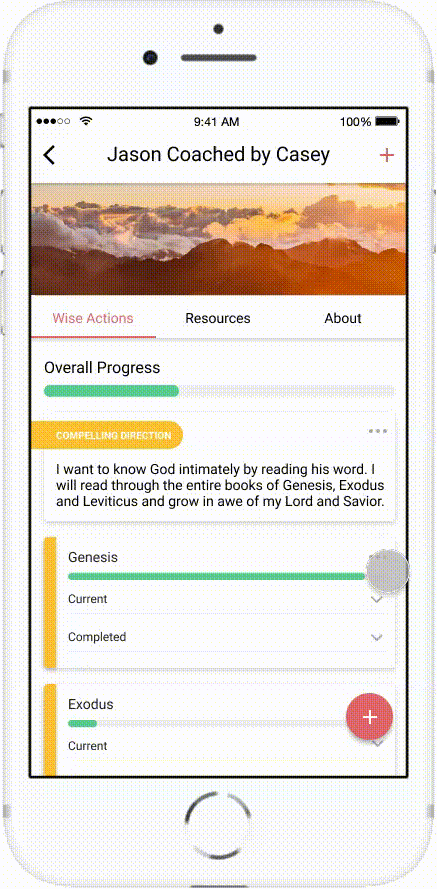 9:41 AM
100%
Jason Coached by Casey
Wise Actions
Resources
About
Overall Progress
COMPELLING DIRECTION
I want to know God intimately by reading his word. I
will read through the entire books of Genesis, Exodus
and Leviticus and grow in awe of my Lord and Savior.
Genesis
Current
Completed
Exodus
Current